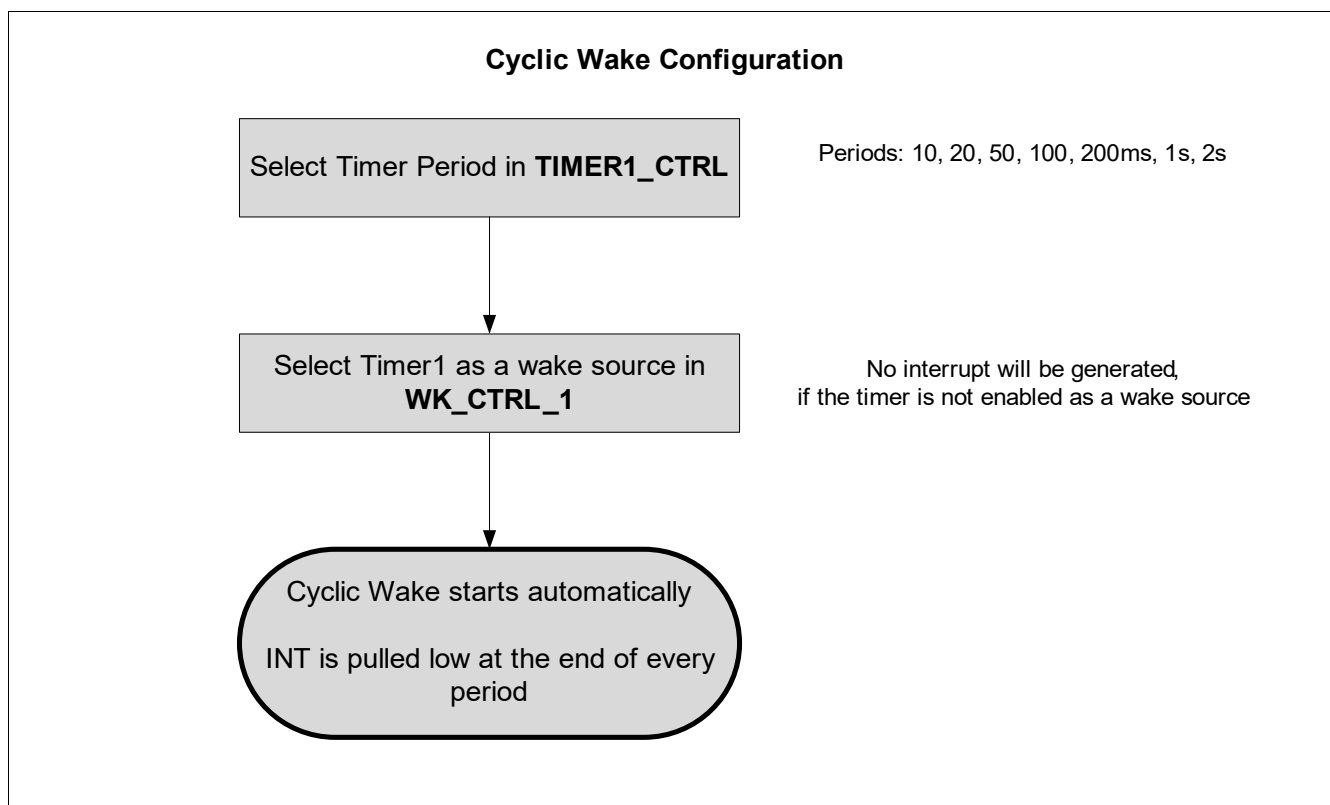 Cyclic Wake Configuration
Select Timer Period in TIMER1_CTRL
Periods: 10, 20, 50, 100, 200ms, 1s, 2s
Select Timer1 as a wake source in
WK_CTRL_1
No interrupt will be generated,
if the timer is not enabled as a wake source
Cyclic Wake starts automatically
INT is pulled low at the end of every
period